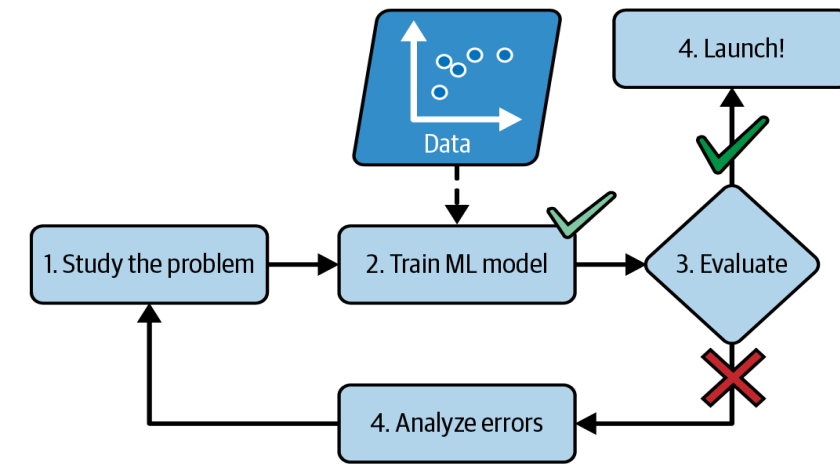 4. Launch!
Data
1. Study the problem
2. Train ML model
3. Evaluate
4. Analyze errors